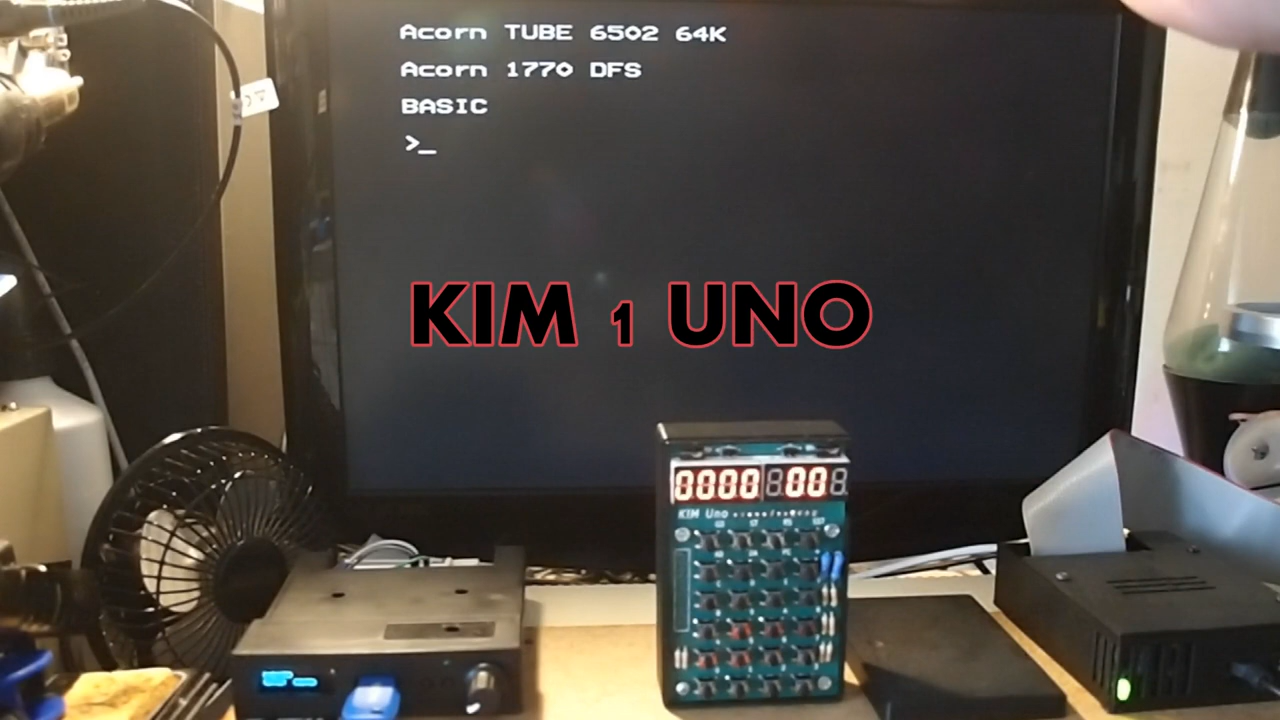 Acorn TUBE 6502 64K
Acorn 1770 DFS
BASIC
>_
KIM 1 UNO
0000 00
KIM Uno